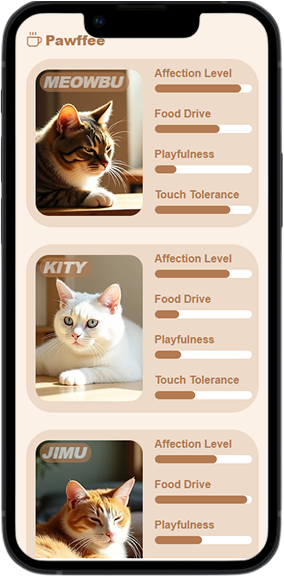 Pawffee
MEOWBU
Affection Level
Food Drive
Playfulness
Touch Tolerance
KITY
Affection Level
Food Drive
Playfulness
Touch Tolerance
JIMU
Affection Level
Food Drive
Playfulness